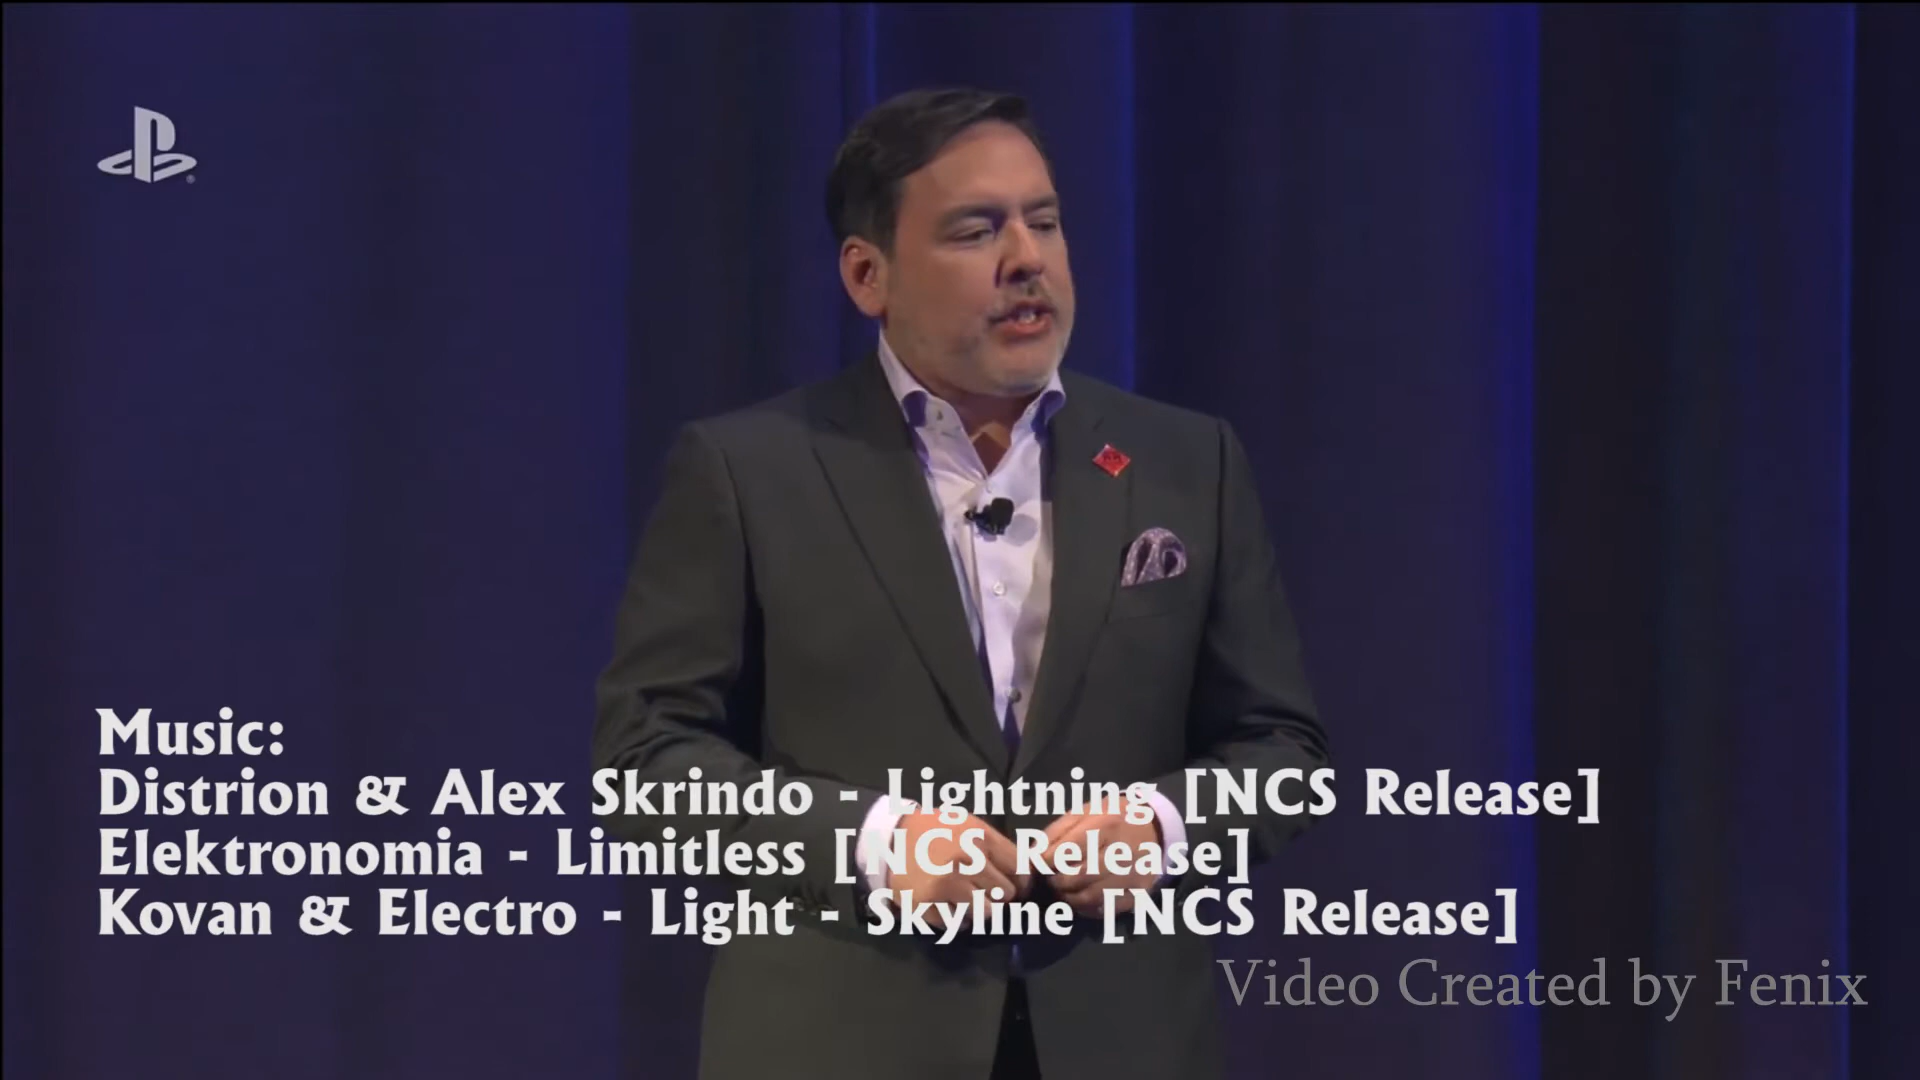 Music:
Distrion & Alex Skrindo - Lightning [NCS Release]
Elektronomia - Limitless [NCS Release]
Kovan & Electro - Light - Skyline [NCS Release]
Video Created by Fenix